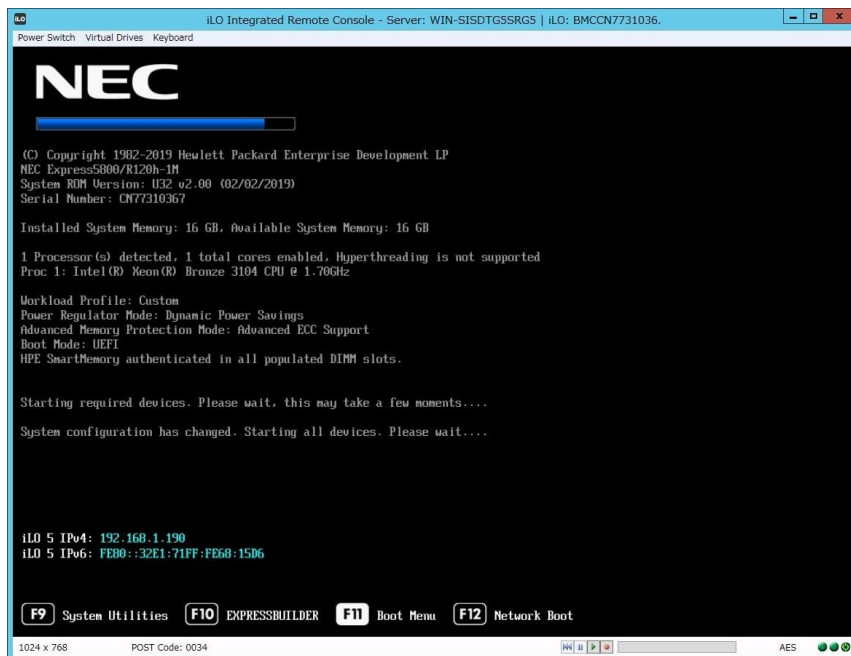 iLO Integrated Remote Console - Server: WIN-SISDTG5SRG5 | iLO: BMCCN7731036.
Power Switch Virtual Drives Keyboard
NEC
(C) Copyright 1982-2019 Hewlett Packard Enterprise Development LP
NEC Express5800/R120h-1M
System ROM Version: U32 v2.00 (02/02/2019)
Serial Number: CN77310367
Installed System Memory: 16 GB, Available System Memory: 16 GB
1 Processor(s) detected, 1 total cores enabled, Hyperthreading is not supported
Proc 1: Intel(R) Xeon(R) Bronze 3104 CPU @ 1.70GHz
Workload Profile: Custom
Power Regulator Mode: Dynamic Power Savings
Advanced Memory Protection Mode: Advanced ECC Support
Boot Mode: UEFI
HPE SmartMemory authenticated in all populated DIMM slots.
Starting required devices. Please wait, this may take a few moments....
System configuration has changed. Starting all devices. Please wait....
iLO 5 IPv4: 192.168.1.190
iLO 5 IPv6: FE80::32E1:71FF:FE68:15D6
F9 System Utilities F10 EXPRESSBUILDER F11 Boot Menu F12 Network Boot
1024 x 768 POST Code: 0034 AES